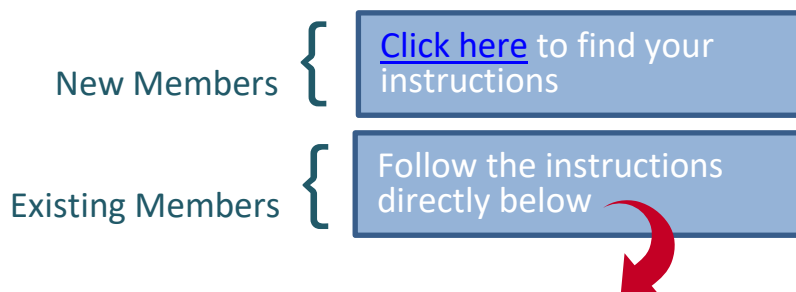 New Members
Click here to find your
instructions
Existing Members
Follow the instructions
directly below